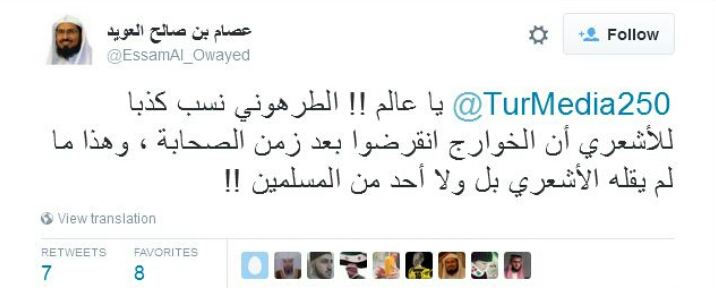 عصام بن صالح العويد
@EssamAl_Owayed
Follow
@TurMedia250 يا عالم !! الطرهوني نسب كذبا
للأشعري أن الخوارج انقرضوا بعد زمن الصحابة ، وهذا ما
لم يقله الأشعري بل ولا أحد من المسلمين !!
View translation
RETWEETS FAVORITES
7 8